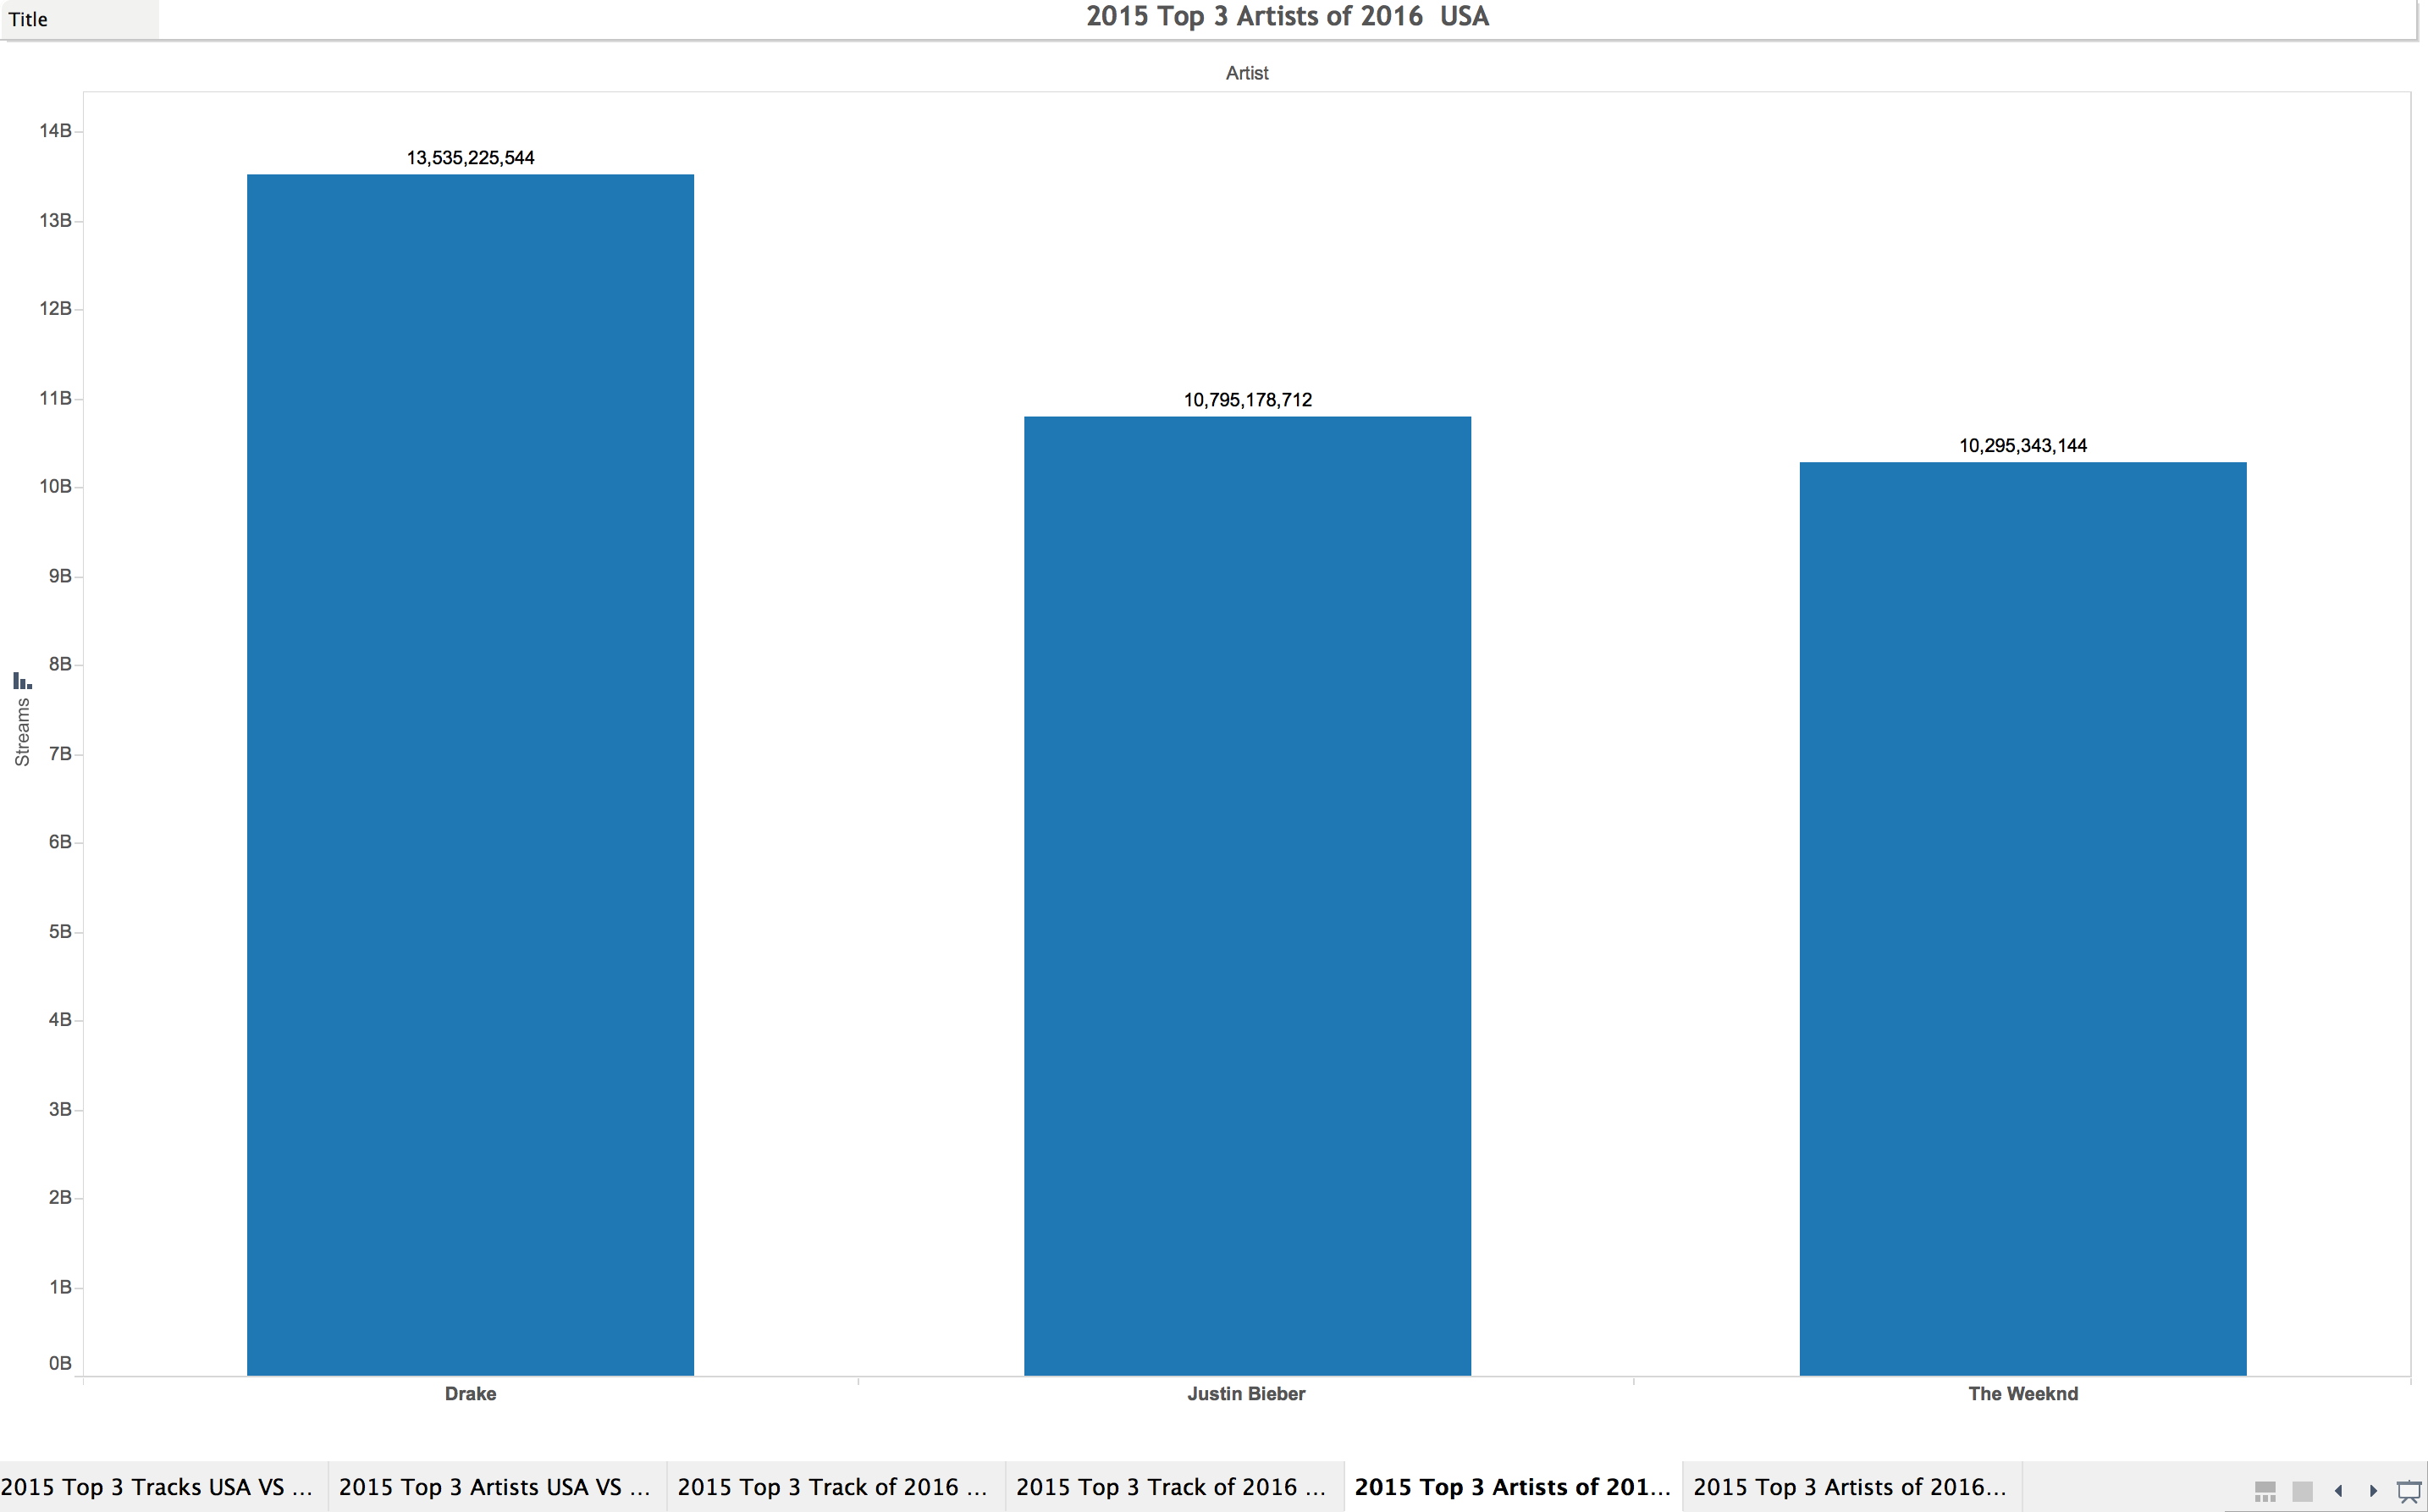 Title
2015 Top 3 Artists of 2016  USA
Artist
14B
13B
12B
11B
10B
9B
8B
7B
6B
5B
4B
3B
2B
1B
0B
Streams
13,535,225,544
10,795,178,712
10,295,343,144
Drake
Justin Bieber
The Weeknd
2015 Top 3 Tracks USA VS ...
2015 Top 3 Artists USA VS ...
2015 Top 3 Track of 2016 ...
2015 Top 3 Track of 2016 ...
2015 Top 3 Artists of 201...
2015 Top 3 Artists of 2016...